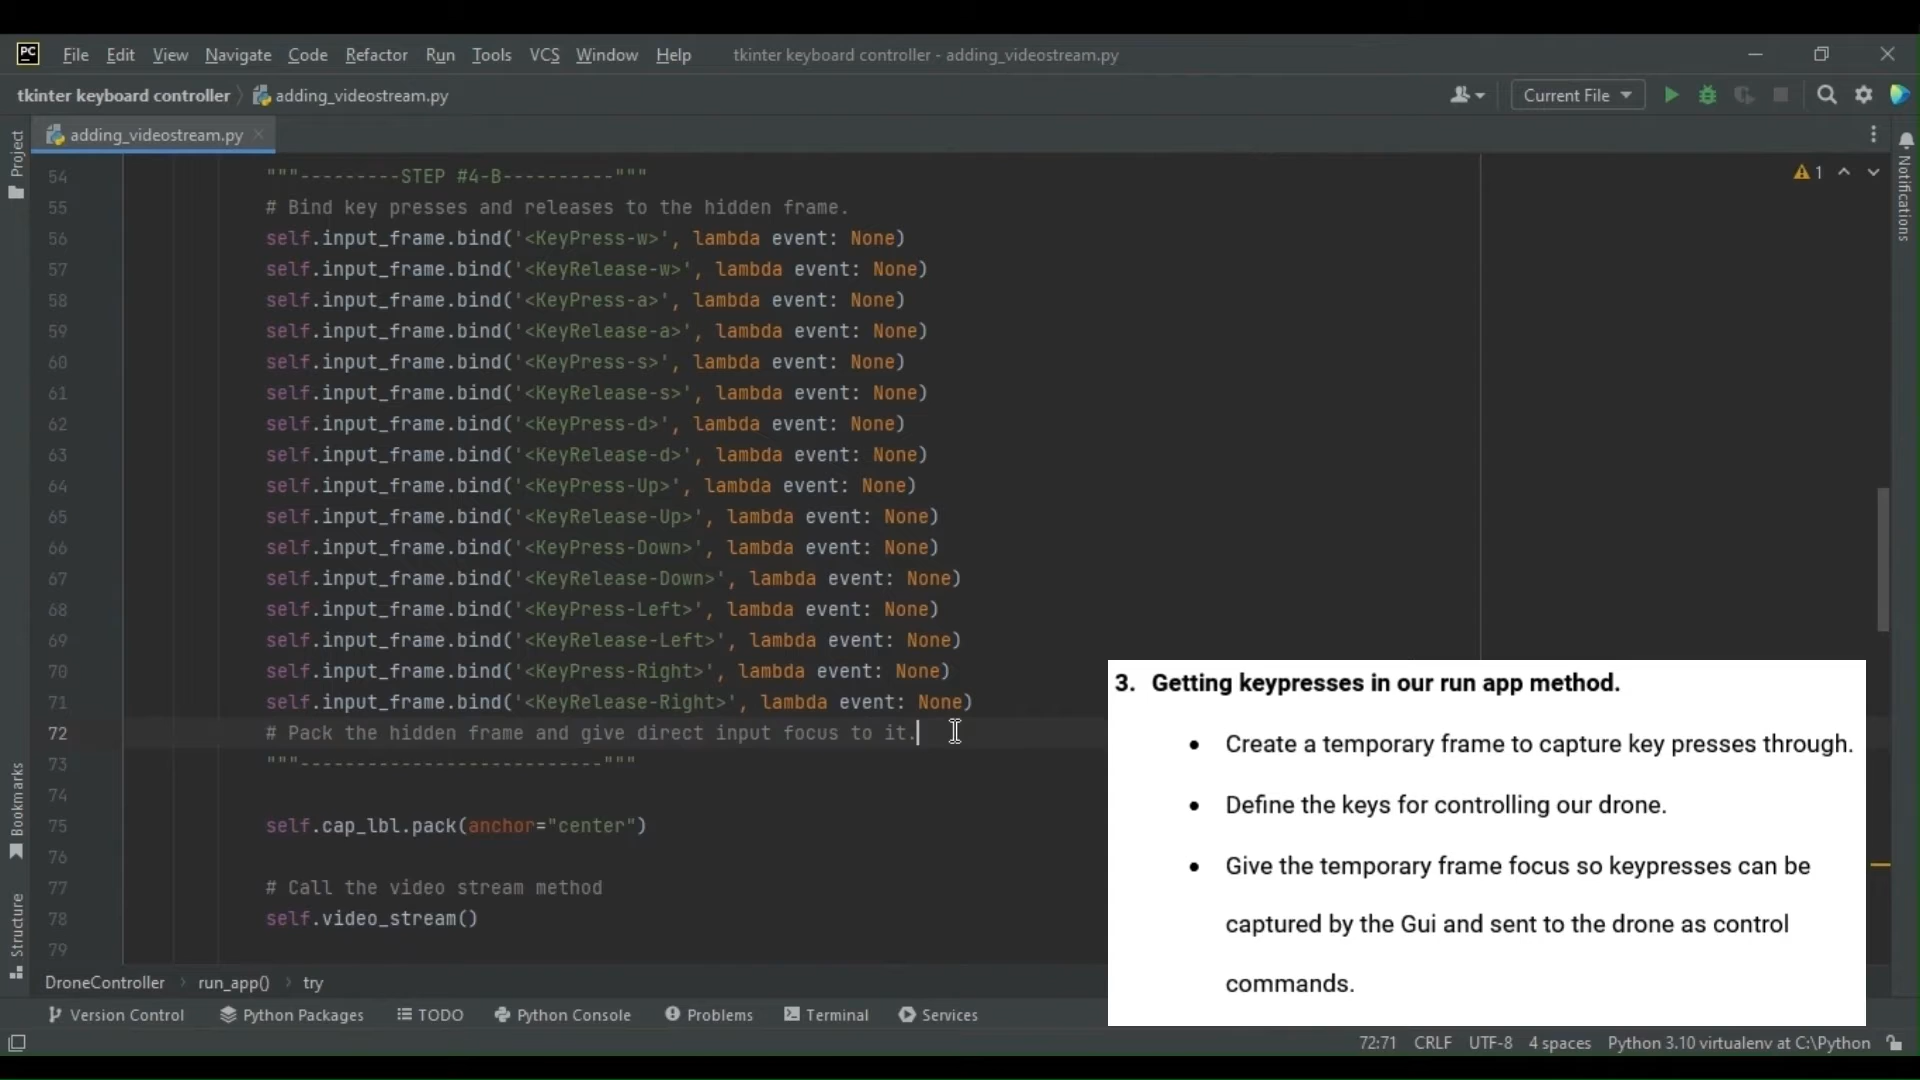 PC File Edit View Navigate Code Refactor Run Tools VCS Window Help tkinter keyboard controller - adding_videostream.py
tkinter keyboard controller adding_videostream.py Current File
Project
adding_videostream.py
Notifications
1
54 """---------STEP #4-B----------"""
55 # Bind key presses and releases to the hidden frame.
56 self.input_frame.bind('<KeyPress-w>', lambda event: None)
57 self.input_frame.bind('<KeyRelease-w>', lambda event: None)
58 self.input_frame.bind('<KeyPress-a>', lambda event: None)
59 self.input_frame.bind('<KeyRelease-a>', lambda event: None)
60 self.input_frame.bind('<KeyPress-s>', lambda event: None)
61 self.input_frame.bind('<KeyRelease-s>', lambda event: None)
62 self.input_frame.bind('<KeyPress-d>', lambda event: None)
63 self.input_frame.bind('<KeyRelease-d>', lambda event: None)
64 self.input_frame.bind('<KeyPress-Up>', lambda event: None)
65 self.input_frame.bind('<KeyRelease-Up>', lambda event: None)
66 self.input_frame.bind('<KeyPress-Down>', lambda event: None)
67 self.input_frame.bind('<KeyRelease-Down>', lambda event: None)
68 self.input_frame.bind('<KeyPress-Left>', lambda event: None)
69 self.input_frame.bind('<KeyRelease-Left>', lambda event: None)
70 self.input_frame.bind('<KeyPress-Right>', lambda event: None)
71 self.input_frame.bind('<KeyRelease-Right>', lambda event: None)
72 # Pack the hidden frame and give direct input focus to it.
73 """---------------------------"""
74
75 self.cap_lbl.pack(anchor="center")
76
77 # Call the video stream method
78 self.video_stream()
79
Bookmarks
Structure
3. Getting keypresses in our run app method.
• Create a temporary frame to capture key presses through.
• Define the keys for controlling our drone.
• Give the temporary frame focus so keypresses can be
captured by the Gui and sent to the drone as control
commands.
DroneController run_app() try
Version Control Python Packages TODO Python Console Problems Terminal Services
72:71 CRLF UTF-8 4 spaces Python 3.10 virtualenv at C:\Python